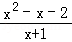 x² − x − 2
x+1